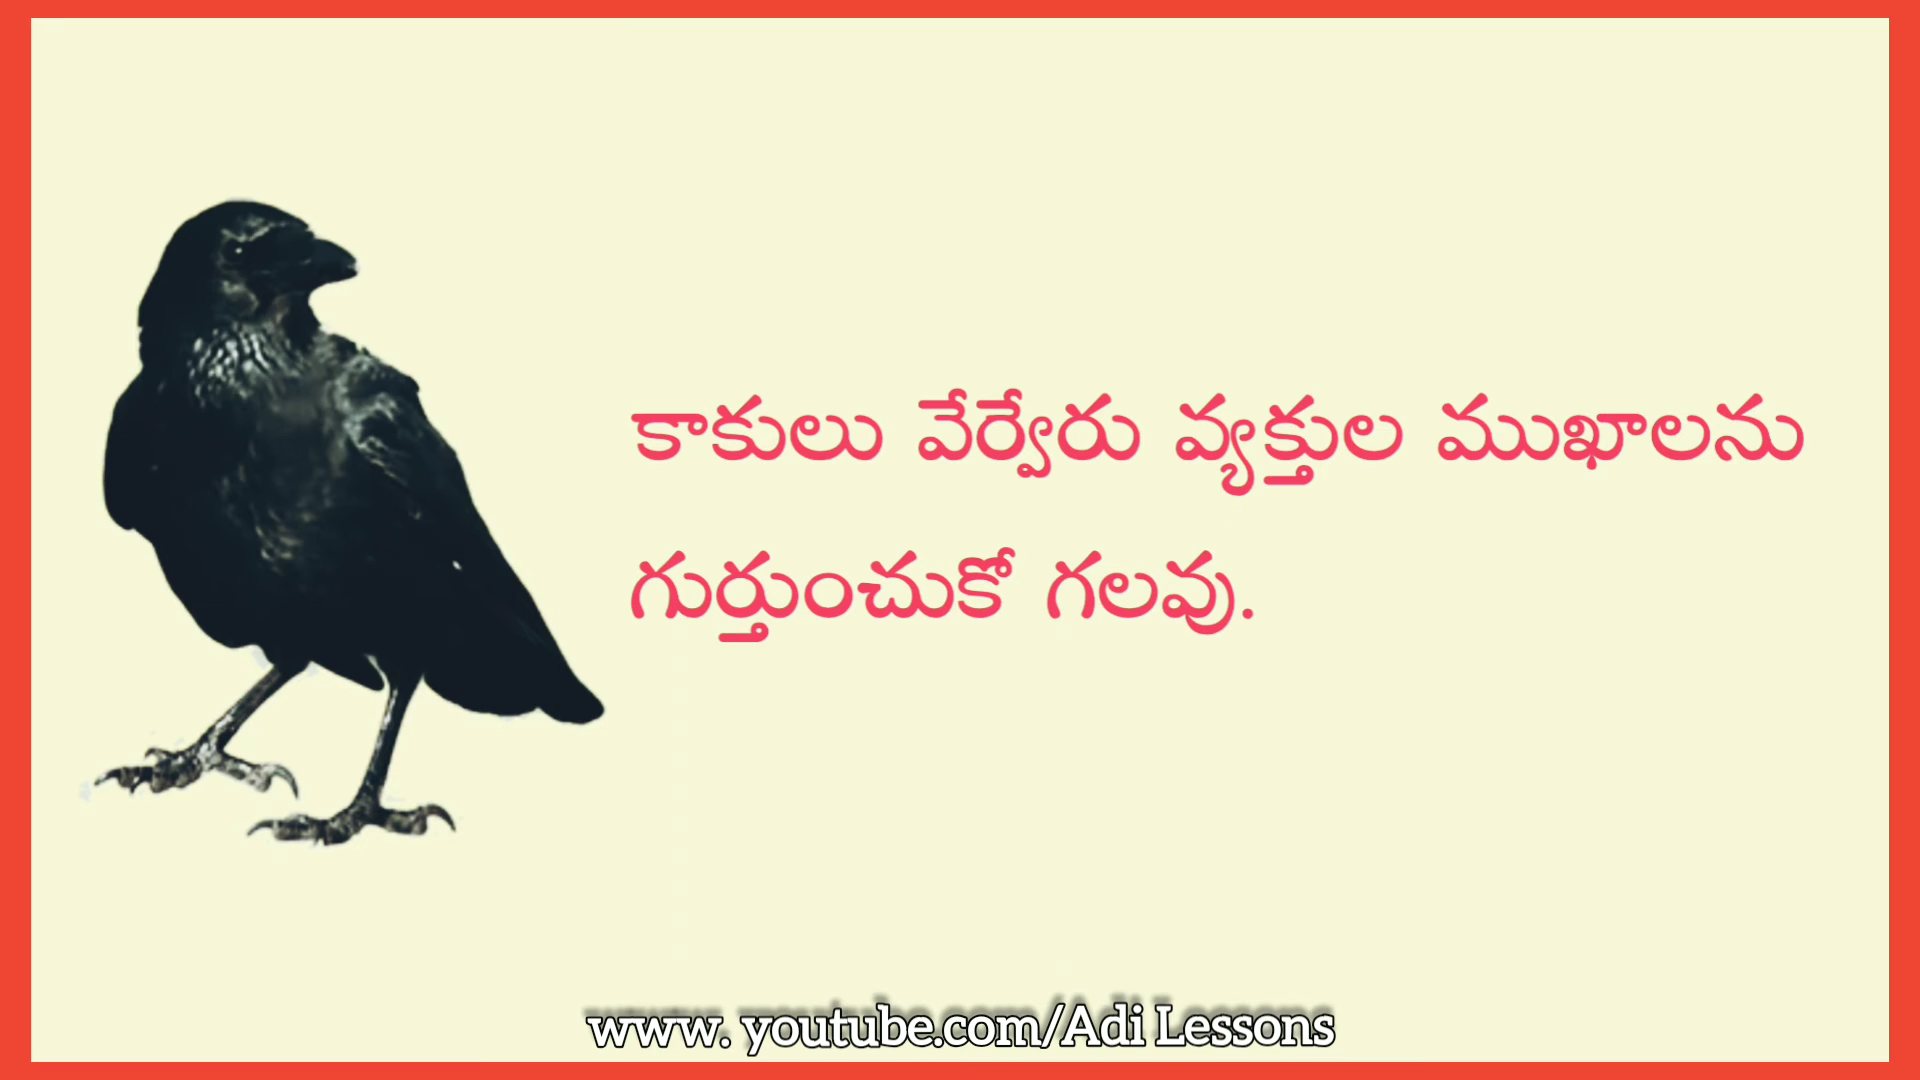 కాకులు వేర్వేరు వ్యక్తుల ముఖాలను
గుర్తుంచుకో గలవు.
www. youtube.com/Adi Lessons